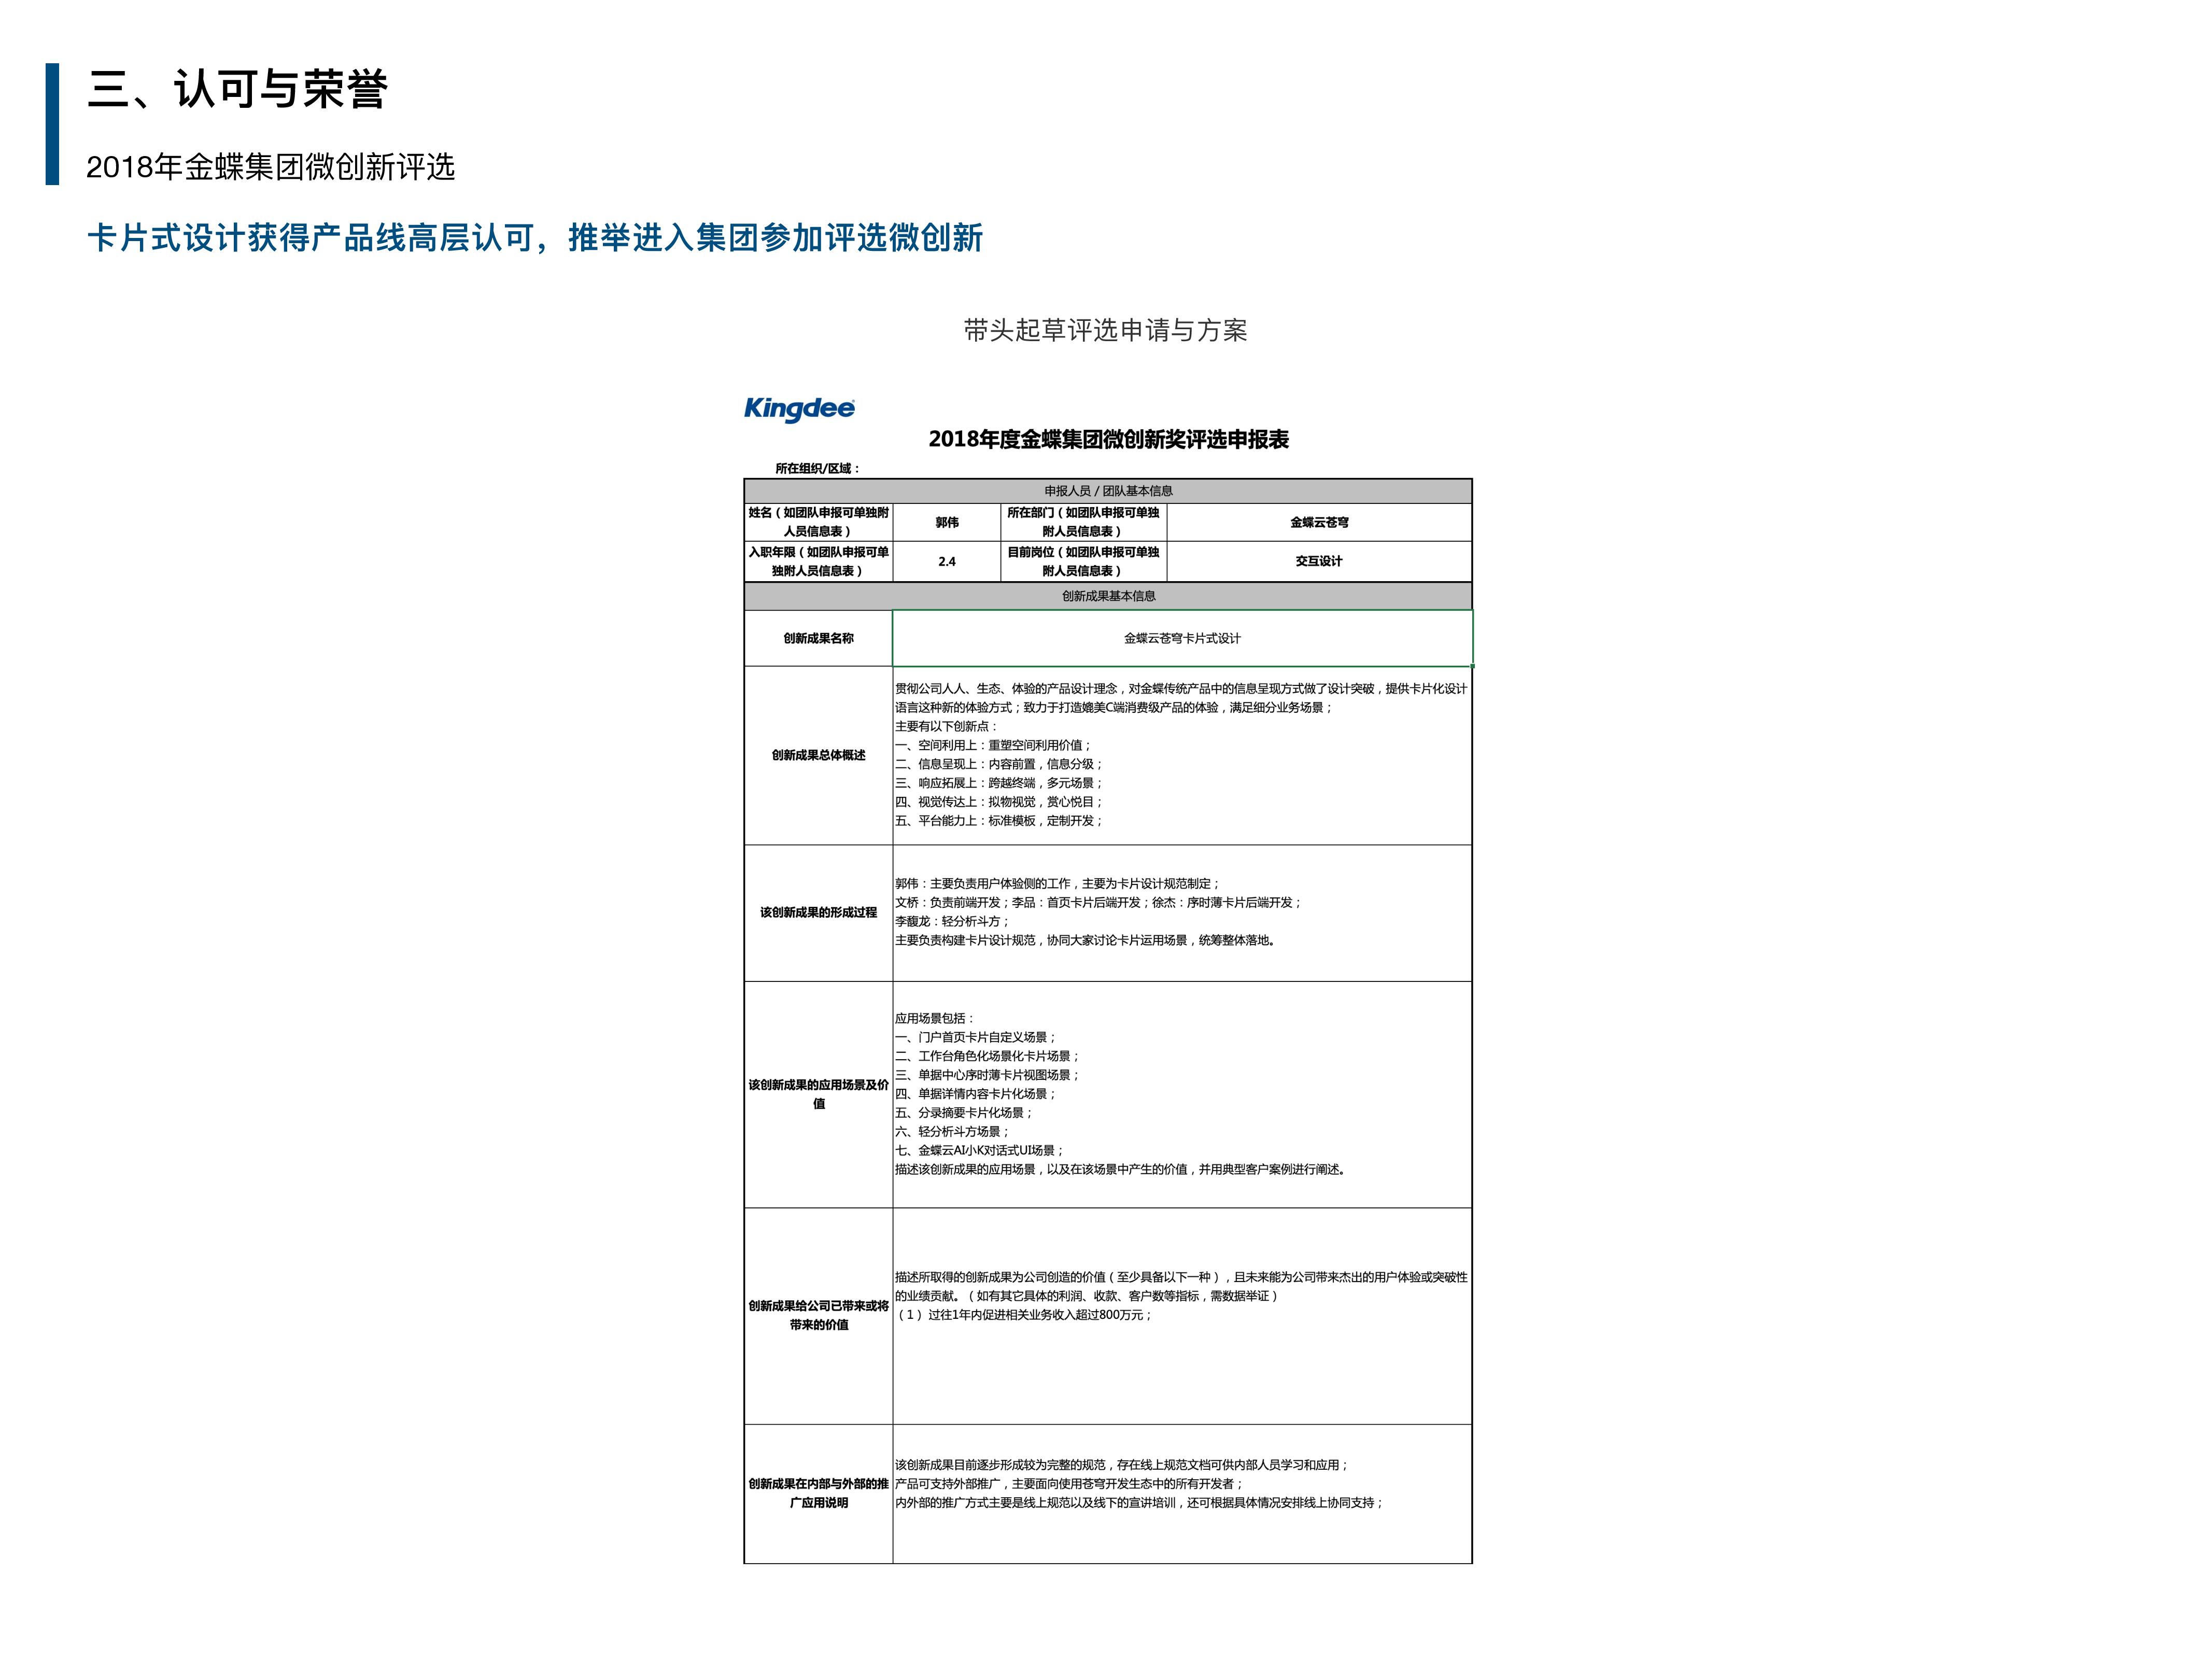 三、认可与荣誉
2018年金蝶集团微创新评选
卡片式设计获得产品线高层认可，推举进入集团参加评选微创新
带头起草评选申请与方案
Kingdee
2018年度金蝶集团微创新奖评选申报表
所在组织/区域：
申报人员 / 团队基本信息
姓名（如团队申报可单独附
人员信息表）
郭伟
所在部门（如团队申报可单独
附人员信息表）
金蝶云苍穹
入职年限（如团队申报可单
独附人员信息表）
2.4
目前岗位（如团队申报可单独
附人员信息表）
交互设计
创新成果基本信息
创新成果名称
金蝶云苍穹卡片式设计
创新成果总体概述
贯彻公司人人、生态、体验的产品设计理念，对金蝶传统产品中的信息呈现方式做了设计突破，提供卡片化设计
语言这种新的体验方式；致力于打造媲美C端消费级产品的体验，满足细分业务场景；
主要有以下创新点：
一、空间利用上：重塑空间利用价值；
二、信息呈现上：内容前置，信息分级；
三、响应拓展上：跨越终端，多元场景；
四、视觉传达上：拟物视觉，赏心悦目；
五、平台能力上：标准模板，定制开发；
该创新成果的形成过程
郭伟：主要负责用户体验侧的工作，主要为卡片设计规范制定；
文桥：负责前端开发；李品：首页卡片后端开发；徐杰：序时薄卡片后端开发；
李馥龙：轻分析斗方；
主要负责构建卡片设计规范，协同大家讨论卡片运用场景，统筹整体落地。
该创新成果的应用场景及价
值
应用场景包括：
一、门户首页卡片自定义场景；
二、工作台角色化场景化卡片场景；
三、单据中心序时薄卡片视图场景；
四、单据详情内容卡片化场景；
五、分录摘要卡片化场景；
六、轻分析斗方场景；
七、金蝶云AI小K对话式UI场景；
描述该创新成果的应用场景，以及在该场景中产生的价值，并用典型客户案例进行阐述。
创新成果给公司已带来或将
带来的价值
描述所取得的创新成果为公司创造的价值（至少具备以下一种），且未来能为公司带来杰出的用户体验或突破性
的业绩贡献。（如有其它具体的利润、收款、客户数等指标，需数据举证）
（1） 过往1年内促进相关业务收入超过800万元；
创新成果在内部与外部的推
广应用说明
该创新成果目前逐步形成较为完整的规范，存在线上规范文档可供内部人员学习和应用；
产品可支持外部推广，主要面向使用苍穹开发生态中的所有开发者；
内外部的推广方式主要是线上规范以及线下的宣讲培训，还可根据具体情况安排线上协同支持；